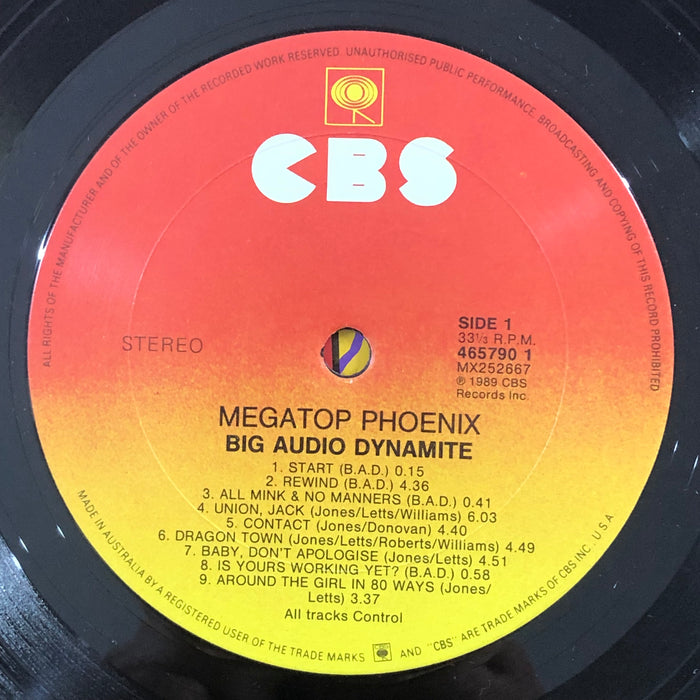 ALL RIGHTS OF THE MANUFACTURER AND OF THE OWNER OF THE RECORDED WORK RESERVED. UNAUTHORISED PUBLIC PERFORMANCE, BROADCASTING AND COPYING OF THIS RECORD PROHIBITED
CBS
STEREO
SIDE 1
33⅓ R.P.M.
465790 1
MX252667
℗ 1989 CBS
Records Inc.
MEGATOP PHOENIX
BIG AUDIO DYNAMITE
1. START (B.A.D.) 0.15
2. REWIND (B.A.D.) 4.36
3. ALL MINK & NO MANNERS (B.A.D.) 0.41
4. UNION, JACK (Jones/Letts/Williams) 6.03
5. CONTACT (Jones/Donovan) 4.40
6. DRAGON TOWN (Jones/Letts/Roberts/Williams) 4.49
7. BABY, DON'T APOLOGISE (Jones/Letts) 4.51
8. IS YOURS WORKING YET? (B.A.D.) 0.58
9. AROUND THE GIRL IN 80 WAYS (Jones/
Letts) 3.37
All tracks Control
MADE IN AUSTRALIA BY A REGISTERED USER OF THE TRADE MARKS AND "CBS" ARE TRADE MARKS OF CBS INC. U.S.A